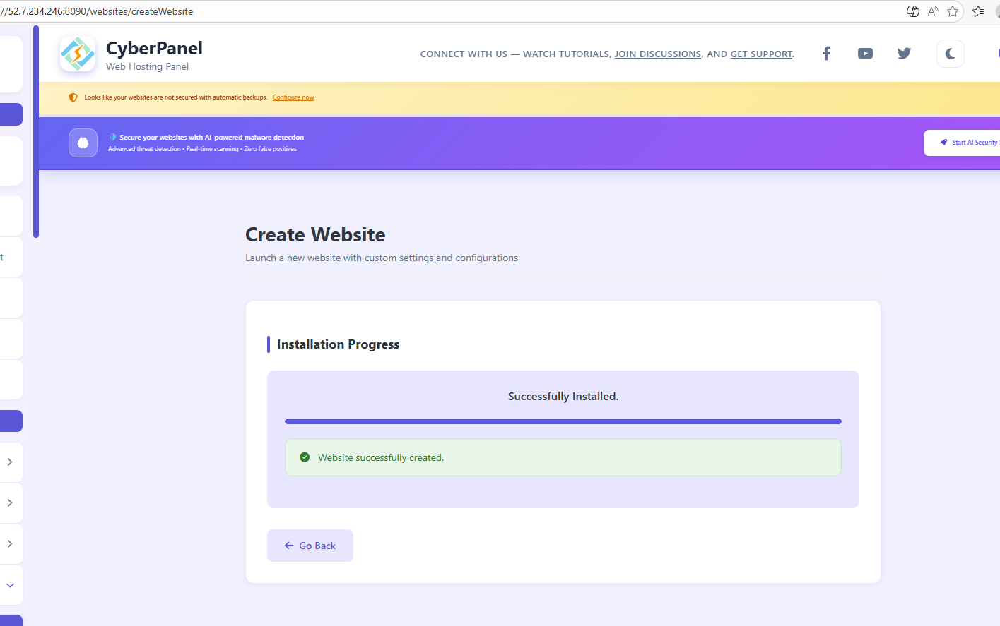 //52.7.234.246:8090/websites/createWebsite
CyberPanel
Web Hosting Panel
CONNECT WITH US — WATCH TUTORIALS, JOIN DISCUSSIONS, AND GET SUPPORT.
Looks like your websites are not secured with automatic backups. Configure now
Secure your websites with AI-powered malware detection
Advanced threat detection • Real-time scanning • Zero false positives
Start AI Security
t
Create Website
Launch a new website with custom settings and configurations
Installation Progress
Successfully Installed.
Website successfully created.
Go Back